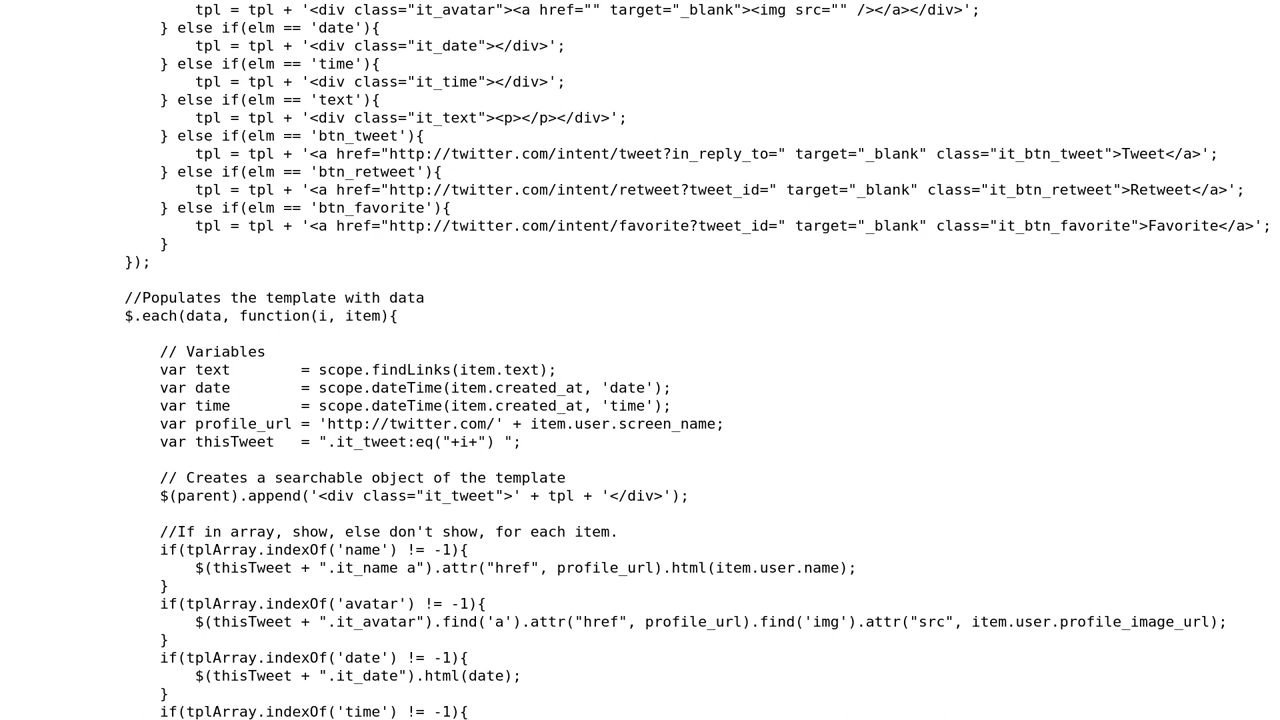 tpl = tpl + '<div class="it_avatar"><a href="" target="_blank"><img src="" /></a></div>';
} else if(elm == 'date'){
tpl = tpl + '<div class="it_date"></div>';
} else if(elm == 'time'){
tpl = tpl + '<div class="it_time"></div>';
} else if(elm == 'text'){
tpl = tpl + '<div class="it_text"><p></p></div>';
} else if(elm == 'btn_tweet'){
tpl = tpl + '<a href="http://twitter.com/intent/tweet?in_reply_to=" target="_blank" class="it_btn_tweet">Tweet</a>';
} else if(elm == 'btn_retweet'){
tpl = tpl + '<a href="http://twitter.com/intent/retweet?tweet_id=" target="_blank" class="it_btn_retweet">Retweet</a>';
} else if(elm == 'btn_favorite'){
tpl = tpl + '<a href="http://twitter.com/intent/favorite?tweet_id=" target="_blank" class="it_btn_favorite">Favorite</a>';
}
});
//Populates the template with data
$.each(data, function(i, item){
// Variables
var text        = scope.findLinks(item.text);
var date        = scope.dateTime(item.created_at, 'date');
var time        = scope.dateTime(item.created_at, 'time');
var profile_url = 'http://twitter.com/' + item.user.screen_name;
var thisTweet   = ".it_tweet:eq("+i+") ";
// Creates a searchable object of the template
$(parent).append('<div class="it_tweet">' + tpl + '</div>');
//If in array, show, else don't show, for each item.
if(tplArray.indexOf('name') != -1){
$(thisTweet + ".it_name a").attr("href", profile_url).html(item.user.name);
}
if(tplArray.indexOf('avatar') != -1){
$(thisTweet + ".it_avatar").find('a').attr("href", profile_url).find('img').attr("src", item.user.profile_image_url);
}
if(tplArray.indexOf('date') != -1){
$(thisTweet + ".it_date").html(date);
}
if(tplArray.indexOf('time') != -1){